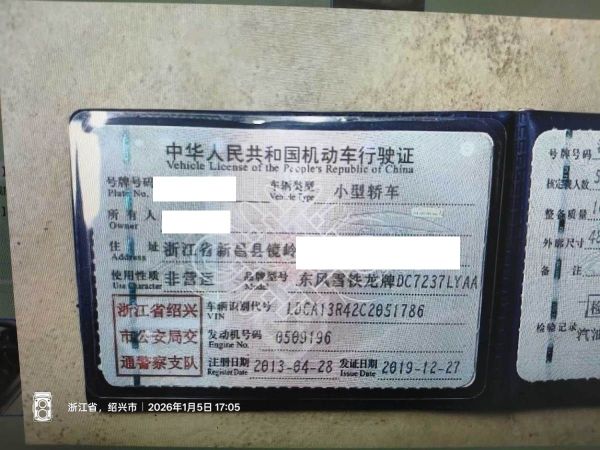 中华人民共和国机动车行驶证
Vehicle License of the People's Republic of China
号牌号码 车辆类型 小型轿车
Plate No. Vehicle Type
所有人
Owner
住址 浙江省新昌县镜岭
Address
使用性质 非营运 品牌型号 东风雪铁龙牌DC7237LYAA
Use Character Model
浙江省绍兴
市公安局交
通警察支队
车辆识别代号 LDCA13R42C2051786
VIN
发动机号码 0509196
Engine No.
注册日期 2013-04-28 发证日期 2019-12-27
Register Date Issue Date
号牌号码
核定载人数
整备质量
外廓尺寸
备注
检验记录
汽油
浙江省,绍兴市 | 2026年1月5日 17:05